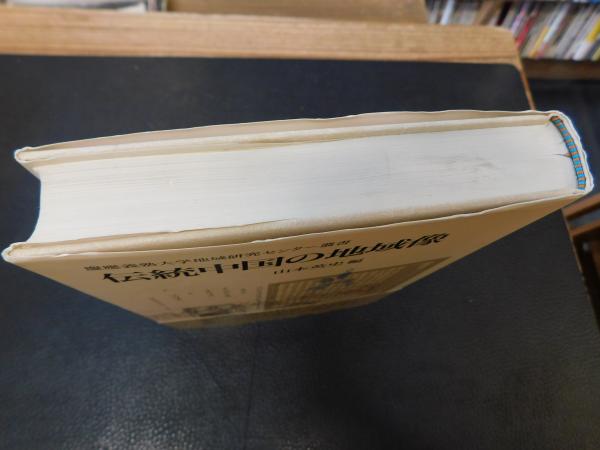 慶應義塾大学地域研究センター叢書
伝統中国の地域像
山本英史編